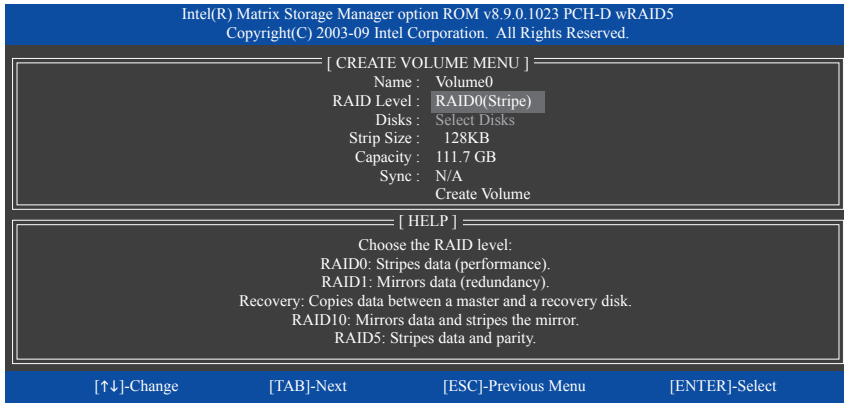 Intel(R) Matrix Storage Manager option ROM v8.9.0.1023 PCH-D wRAID5
Copyright(C) 2003-09 Intel Corporation. All Rights Reserved.
[ CREATE VOLUME MENU ]
Name : Volume0
RAID Level : RAID0(Stripe)
Disks : Select Disks
Strip Size : 128KB
Capacity : 111.7 GB
Sync : N/A
Create Volume
[ HELP ]
Choose the RAID level:
RAID0: Stripes data (performance).
RAID1: Mirrors data (redundancy).
Recovery: Copies data between a master and a recovery disk.
RAID10: Mirrors data and stripes the mirror.
RAID5: Stripes data and parity.
[↑↓]-Change [TAB]-Next [ESC]-Previous Menu [ENTER]-Select